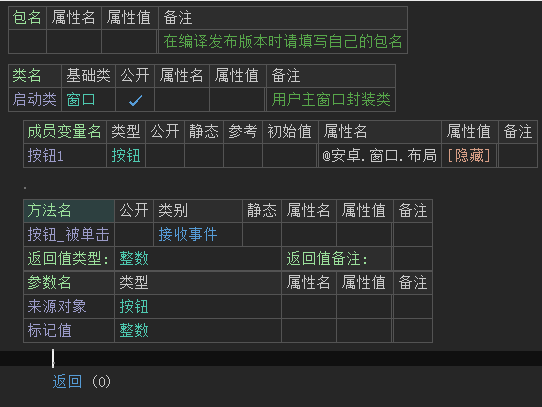 包名 属性名 属性值 备注
在编译发布版本时请填写自己的包名
类名 基础类 公开 属性名 属性值 备注
启动类 窗口 ✓ 用户主窗口封装类
成员变量名 类型 公开 静态 参考 初始值 属性名 属性值 备注
按钮1 按钮 @安卓.窗口.布局 [隐藏]
方法名 公开 类别 静态 属性名 属性值 备注
按钮_被单击 接收事件
返回值类型: 整数 返回值备注:
参数名 类型 属性名 属性值 备注
来源对象 按钮
标记值 整数
返回 (0)